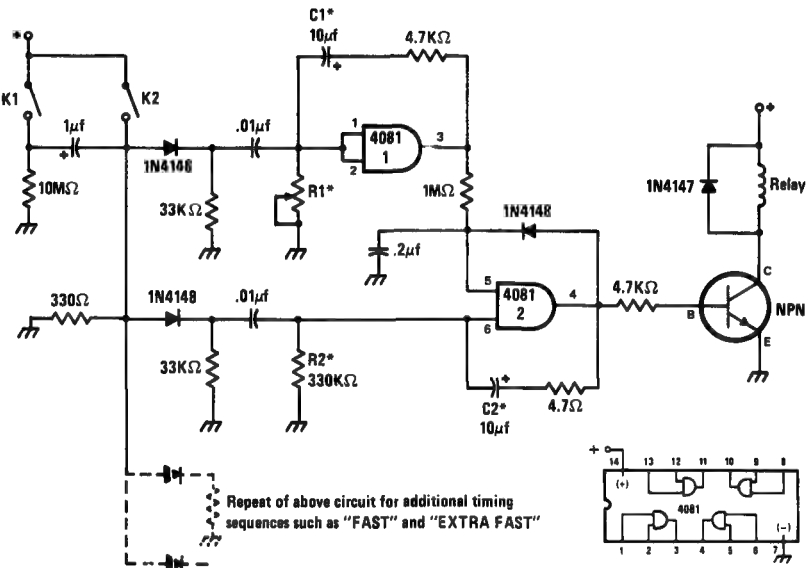 C1*
10µf
+
4.7KΩ
+
K1
K2
1µf
+
.01µf
1
4081
3
1
2
+
1N4148
10MΩ
33KΩ
R1*
1MΩ
1N4147
Relay
1N4148
.2µf
330Ω
1N4148
.01µf
5
4081
4
2
6
4.7KΩ
C
B
NPN
E
33KΩ
R2*
330KΩ
+
C2*
10µf
4.7Ω
Repeat of above circuit for additional timing
sequences such as "FAST" and "EXTRA FAST"
+
14 13 12 11 10 9 8
(+)
4081
(-)
1 2 3 4 5 6 7